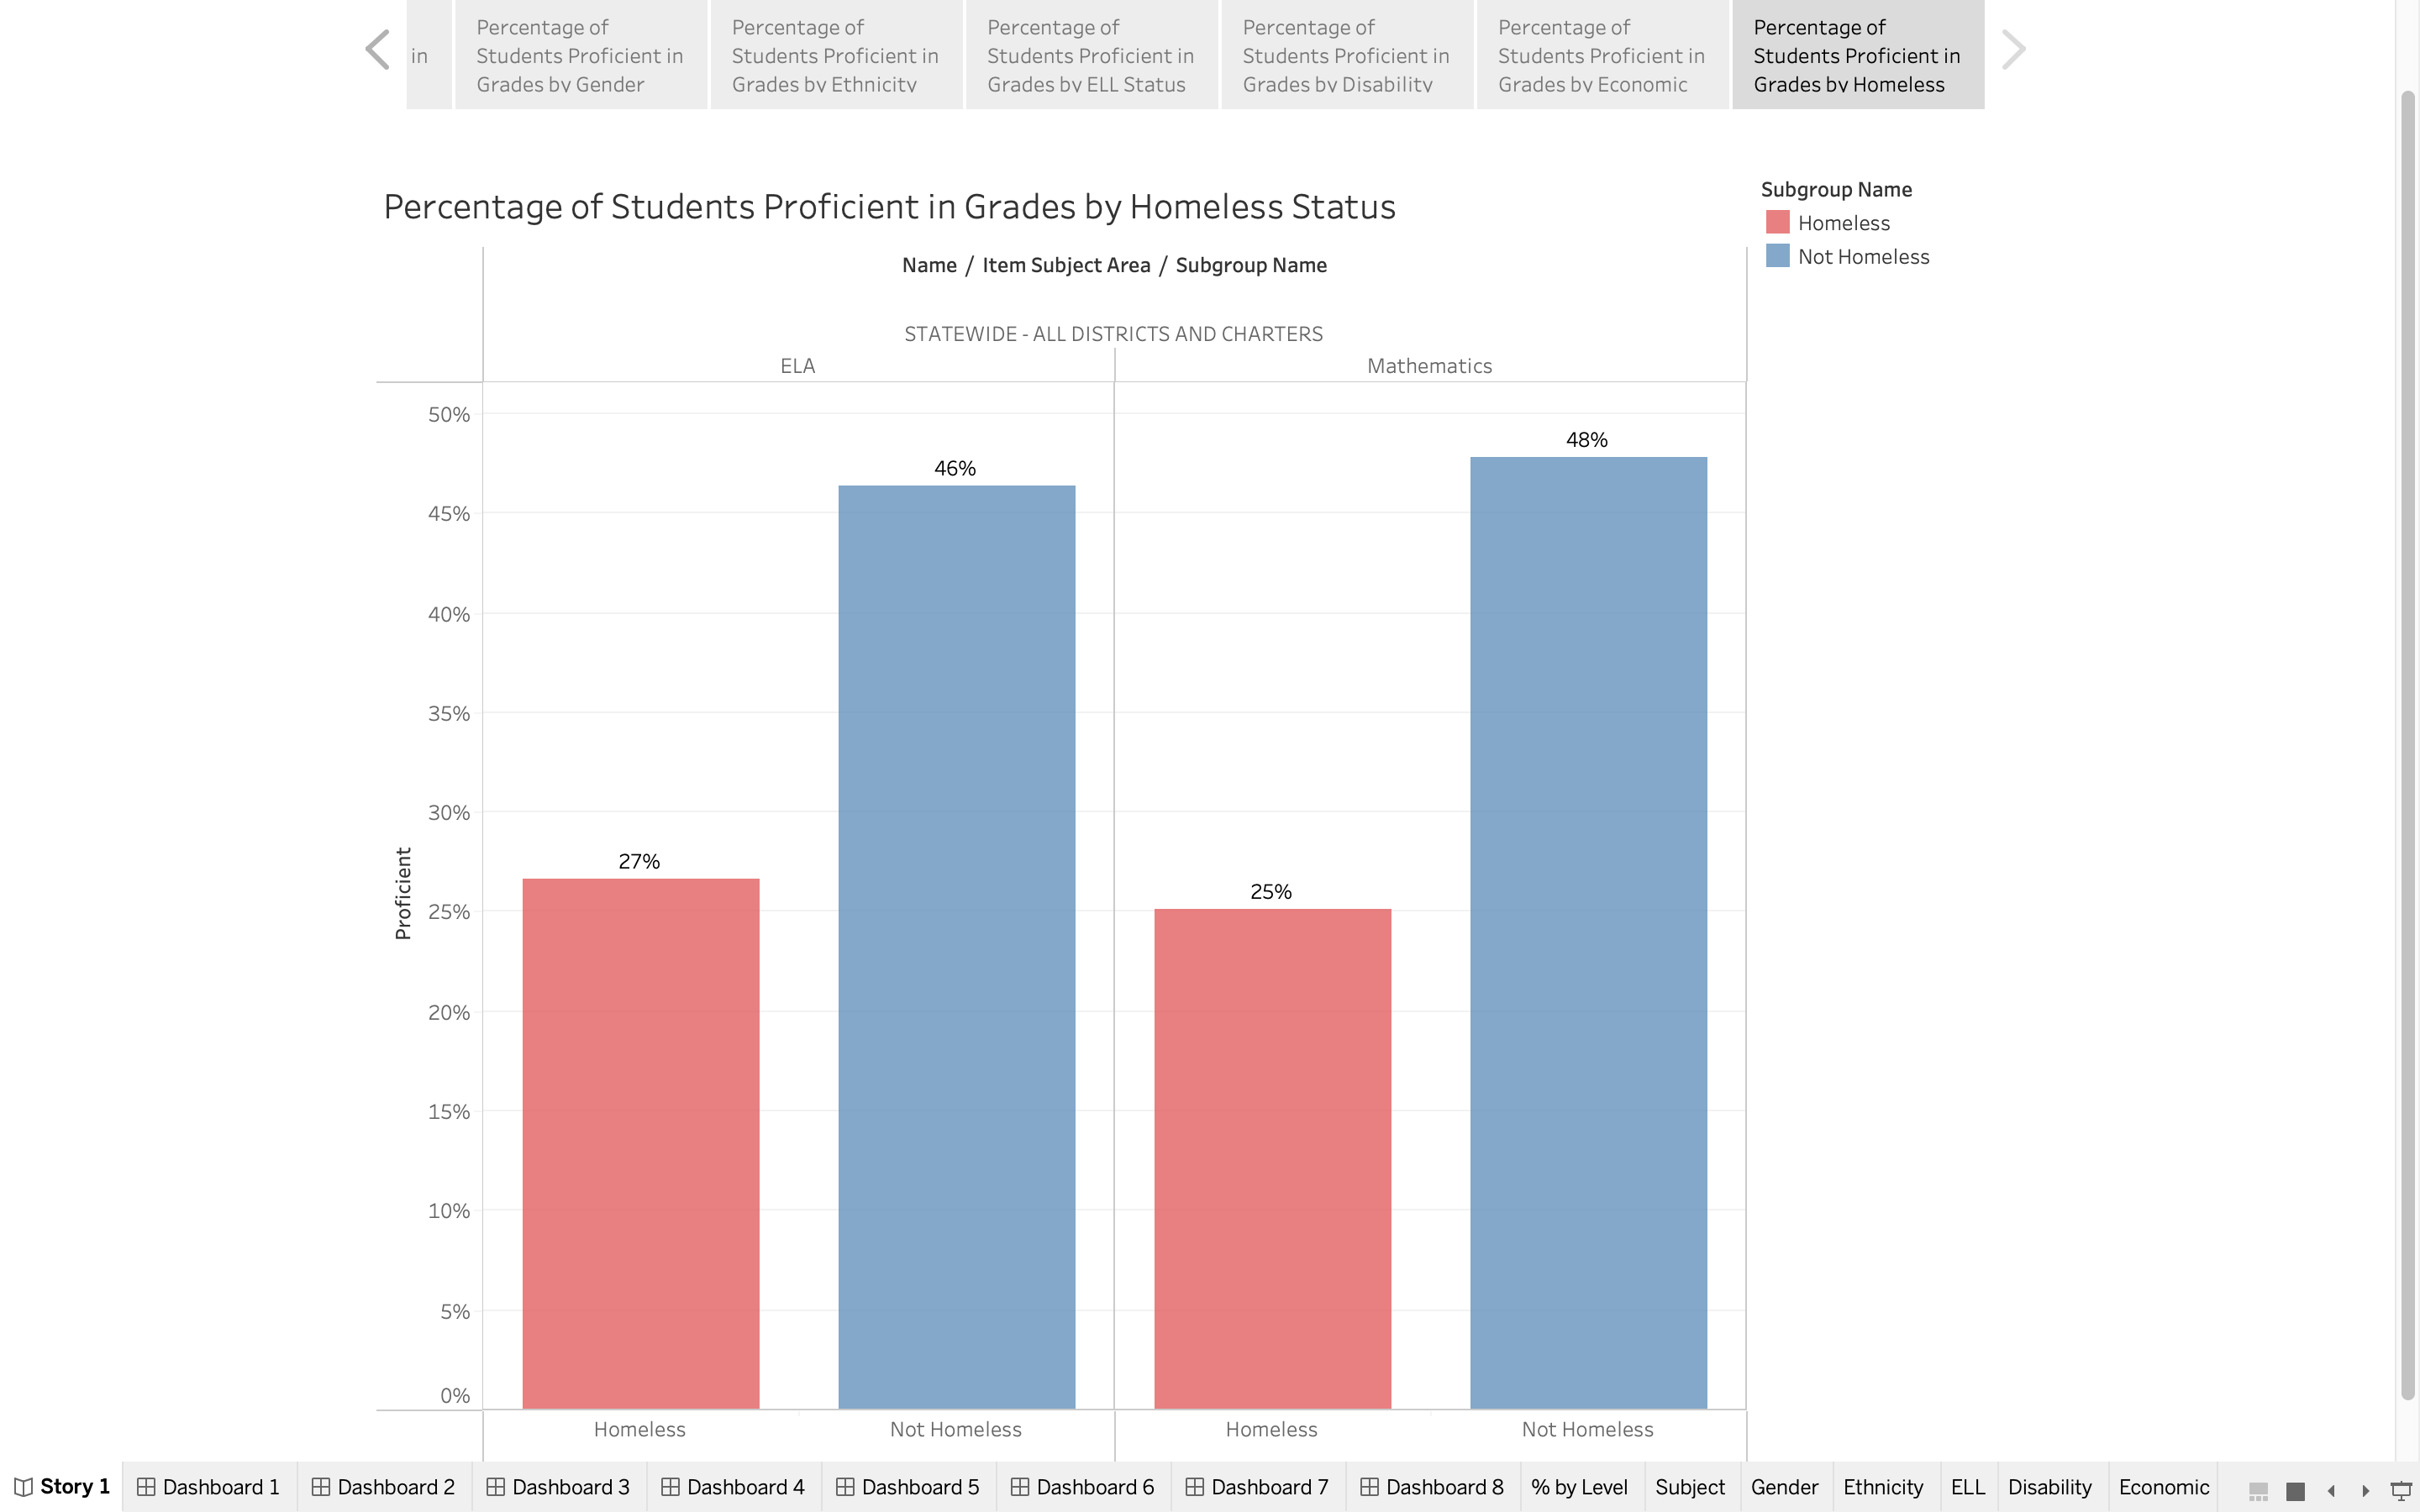 in
Percentage of
Students Proficient in
Grades by Gender
Percentage of
Students Proficient in
Grades by Ethnicity
Percentage of
Students Proficient in
Grades by ELL Status
Percentage of
Students Proficient in
Grades by Disability
Percentage of
Students Proficient in
Grades by Economic
Percentage of
Students Proficient in
Grades by Homeless
Percentage of Students Proficient in Grades by Homeless Status
Subgroup Name
Homeless
Not Homeless
Name / Item Subject Area / Subgroup Name
STATEWIDE - ALL DISTRICTS AND CHARTERS
ELA
Mathematics
50%
45%
40%
35%
30%
25%
20%
15%
10%
5%
0%
Proficient
27%
46%
25%
48%
Homeless
Not Homeless
Homeless
Not Homeless
Story 1
Dashboard 1
Dashboard 2
Dashboard 3
Dashboard 4
Dashboard 5
Dashboard 6
Dashboard 7
Dashboard 8
% by Level
Subject
Gender
Ethnicity
ELL
Disability
Economic